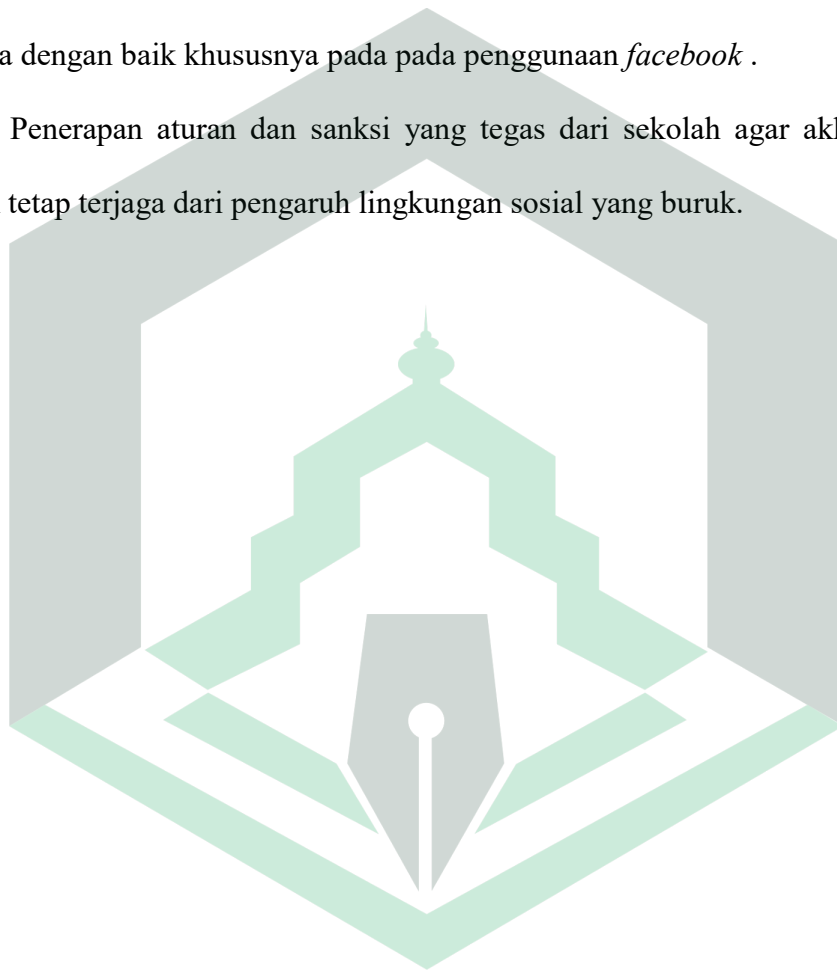 a dengan baik khususnya pada pada penggunaan facebook .
Penerapan aturan dan sanksi yang tegas dari sekolah agar akl
tetap terjaga dari pengaruh lingkungan sosial yang buruk.